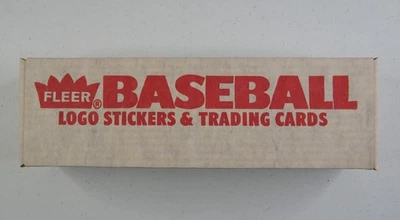 FLEER® BASEBALL
LOGO STICKERS & TRADING CARDS